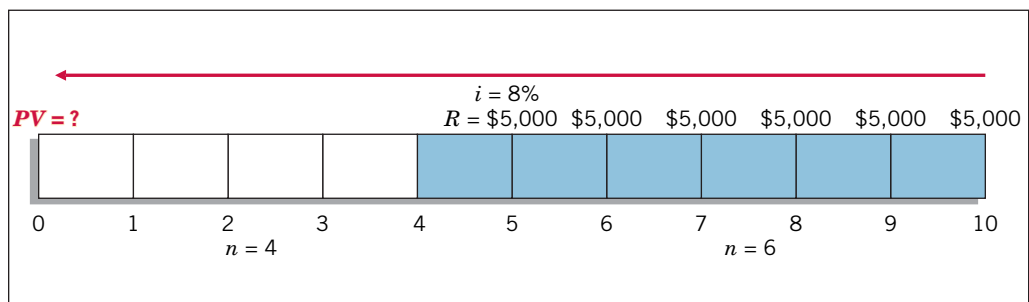 i = 8%
PV = ? R = $5,000 $5,000 $5,000 $5,000 $5,000 $5,000
0 1 2 3 4 5 6 7 8 9 10
n = 4 n = 6